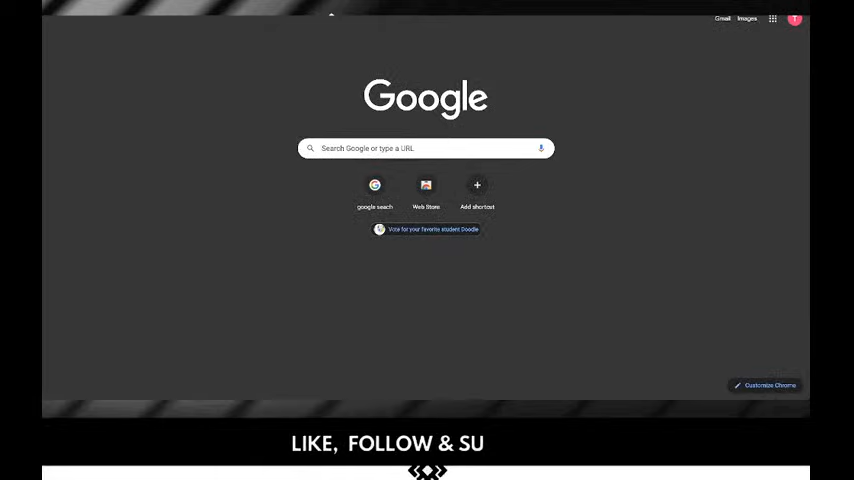 Gmail Images T
Google
Search Google or type a URL
google seach Web Store Add shortcut
Vote for your favorite student Doodle
Customize Chrome
LIKE, FOLLOW & SU